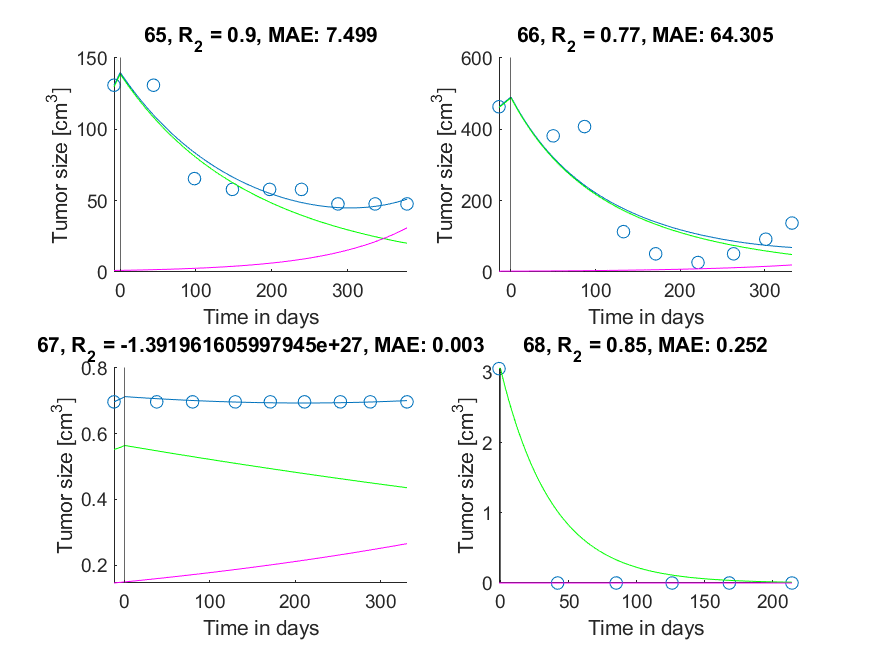 65, R₂ = 0.9, MAE: 7.499
Tumor size [cm³]
150
100
50
0
0 100 200 300
Time in days
66, R₂ = 0.77, MAE: 64.305
Tumor size [cm³]
600
400
200
0
0 100 200 300
Time in days
67, R₂ = -1.391961605997945e+27, MAE: 0.003
Tumor size [cm³]
0.8
0.6
0.4
0.2
0 100 200 300
Time in days
68, R₂ = 0.85, MAE: 0.252
Tumor size [cm³]
3
2
1
0
0 50 100 150 200
Time in days